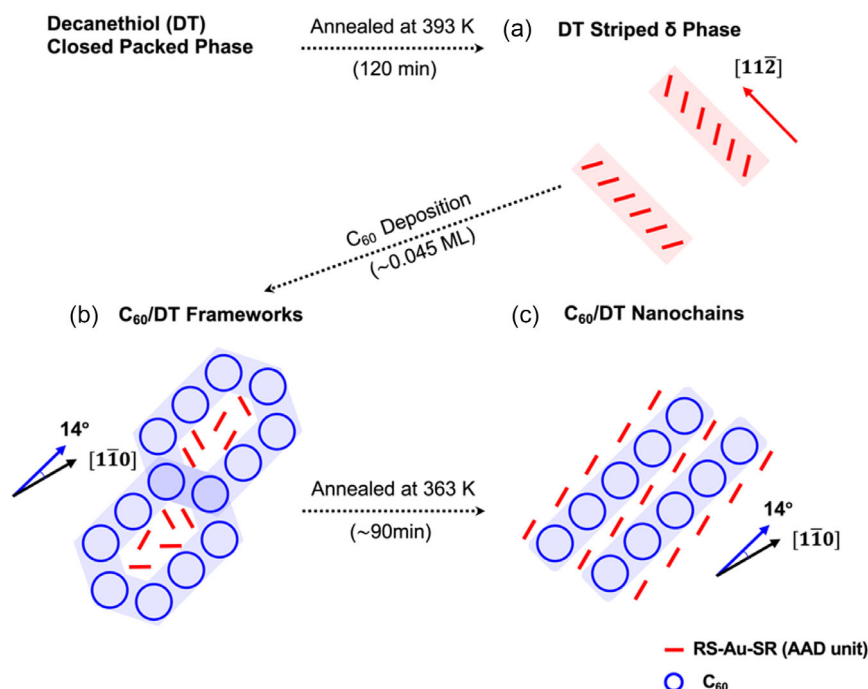 Decanethiol (DT)
Closed Packed Phase
Annealed at 393 K
(120 min)
(a) DT Striped δ Phase
[112̅]
C₆₀ Deposition
(~0.045 ML)
(b) C₆₀/DT Frameworks
(c) C₆₀/DT Nanochains
14°
[11̅0]
Annealed at 363 K
(~90min)
14°
[11̅0]
RS-Au-SR (AAD unit)
C₆₀